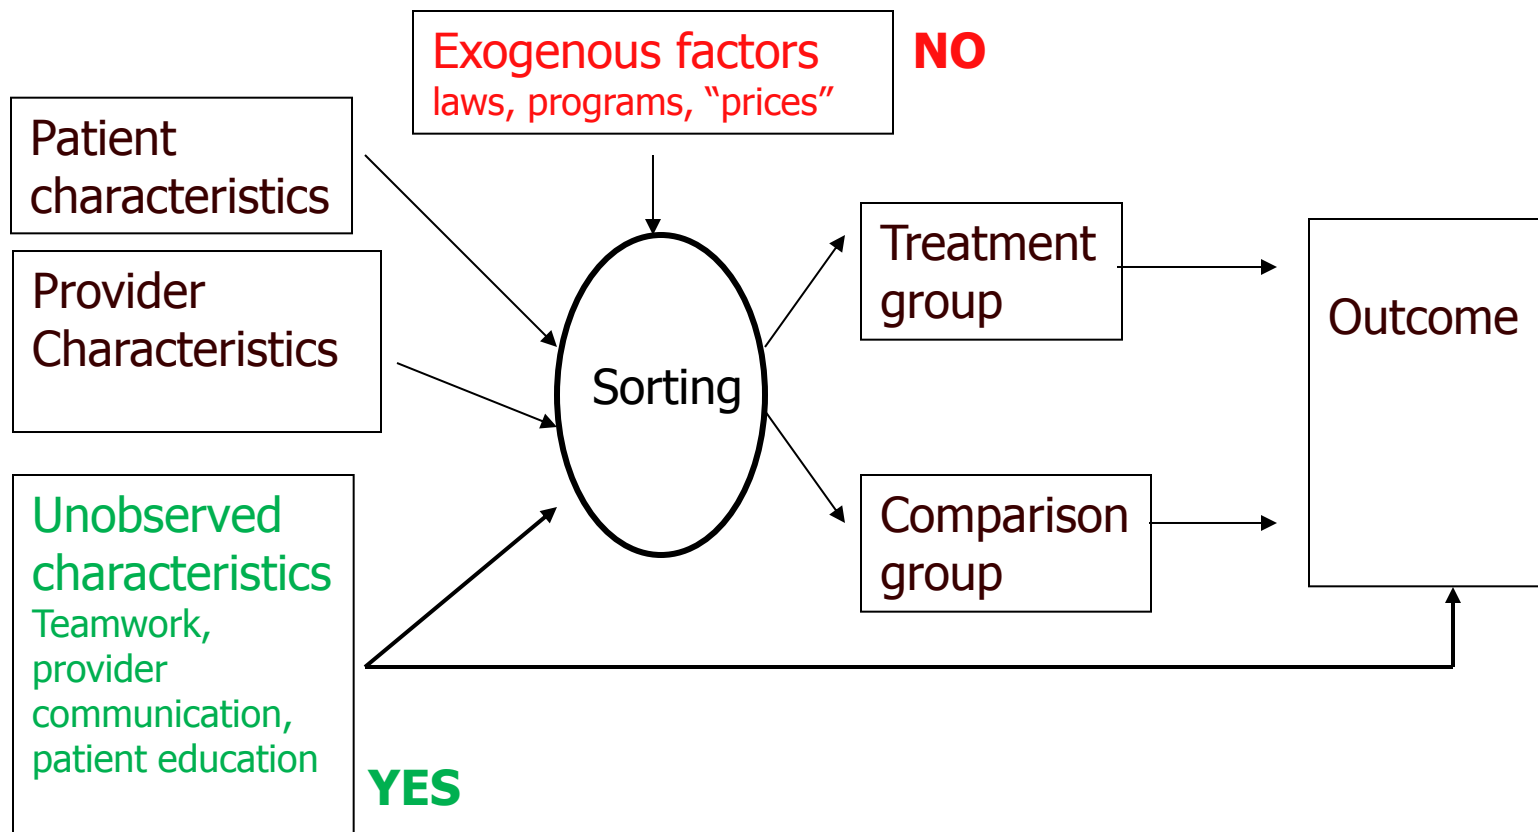 Exogenous factors
laws, programs, “prices”
NO
Patient
characteristics
Provider
Characteristics
Unobserved
characteristics
Teamwork,
provider
communication,
patient education
YES
Sorting
Treatment
group
Comparison
group
Outcome